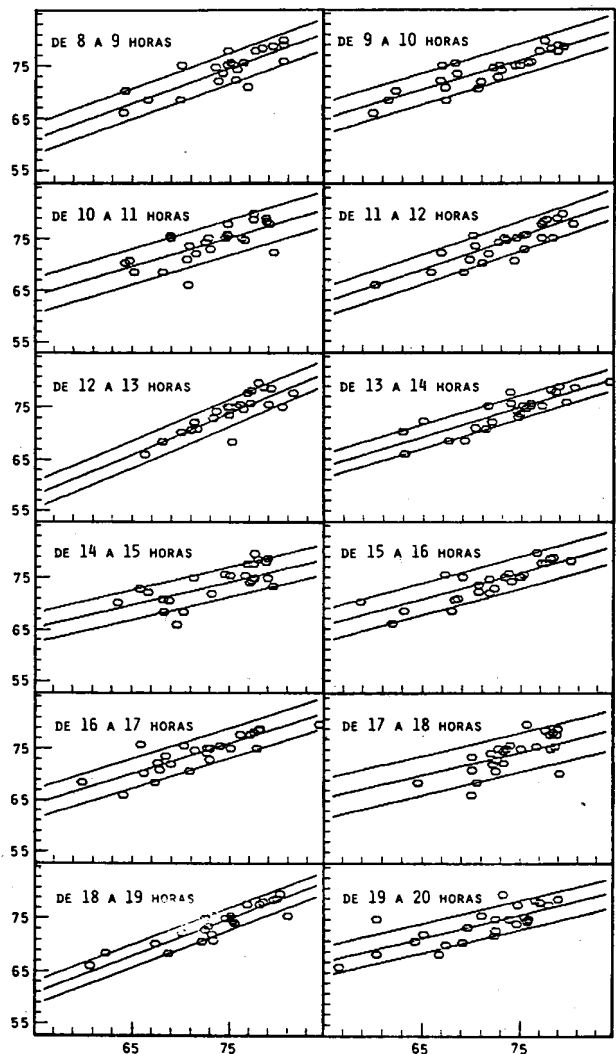 DE 8 A 9 HORAS
DE 9 A 10 HORAS
75
65
55
DE 10 A 11 HORAS
DE 11 A 12 HORAS
75
65
55
DE 12 A 13 HORAS
DE 13 A 14 HORAS
75
65
55
DE 14 A 15 HORAS
DE 15 A 16 HORAS
75
65
55
DE 16 A 17 HORAS
DE 17 A 18 HORAS
75
65
55
DE 18 A 19 HORAS
DE 19 A 20 HORAS
75
65
55
65 75 65 75